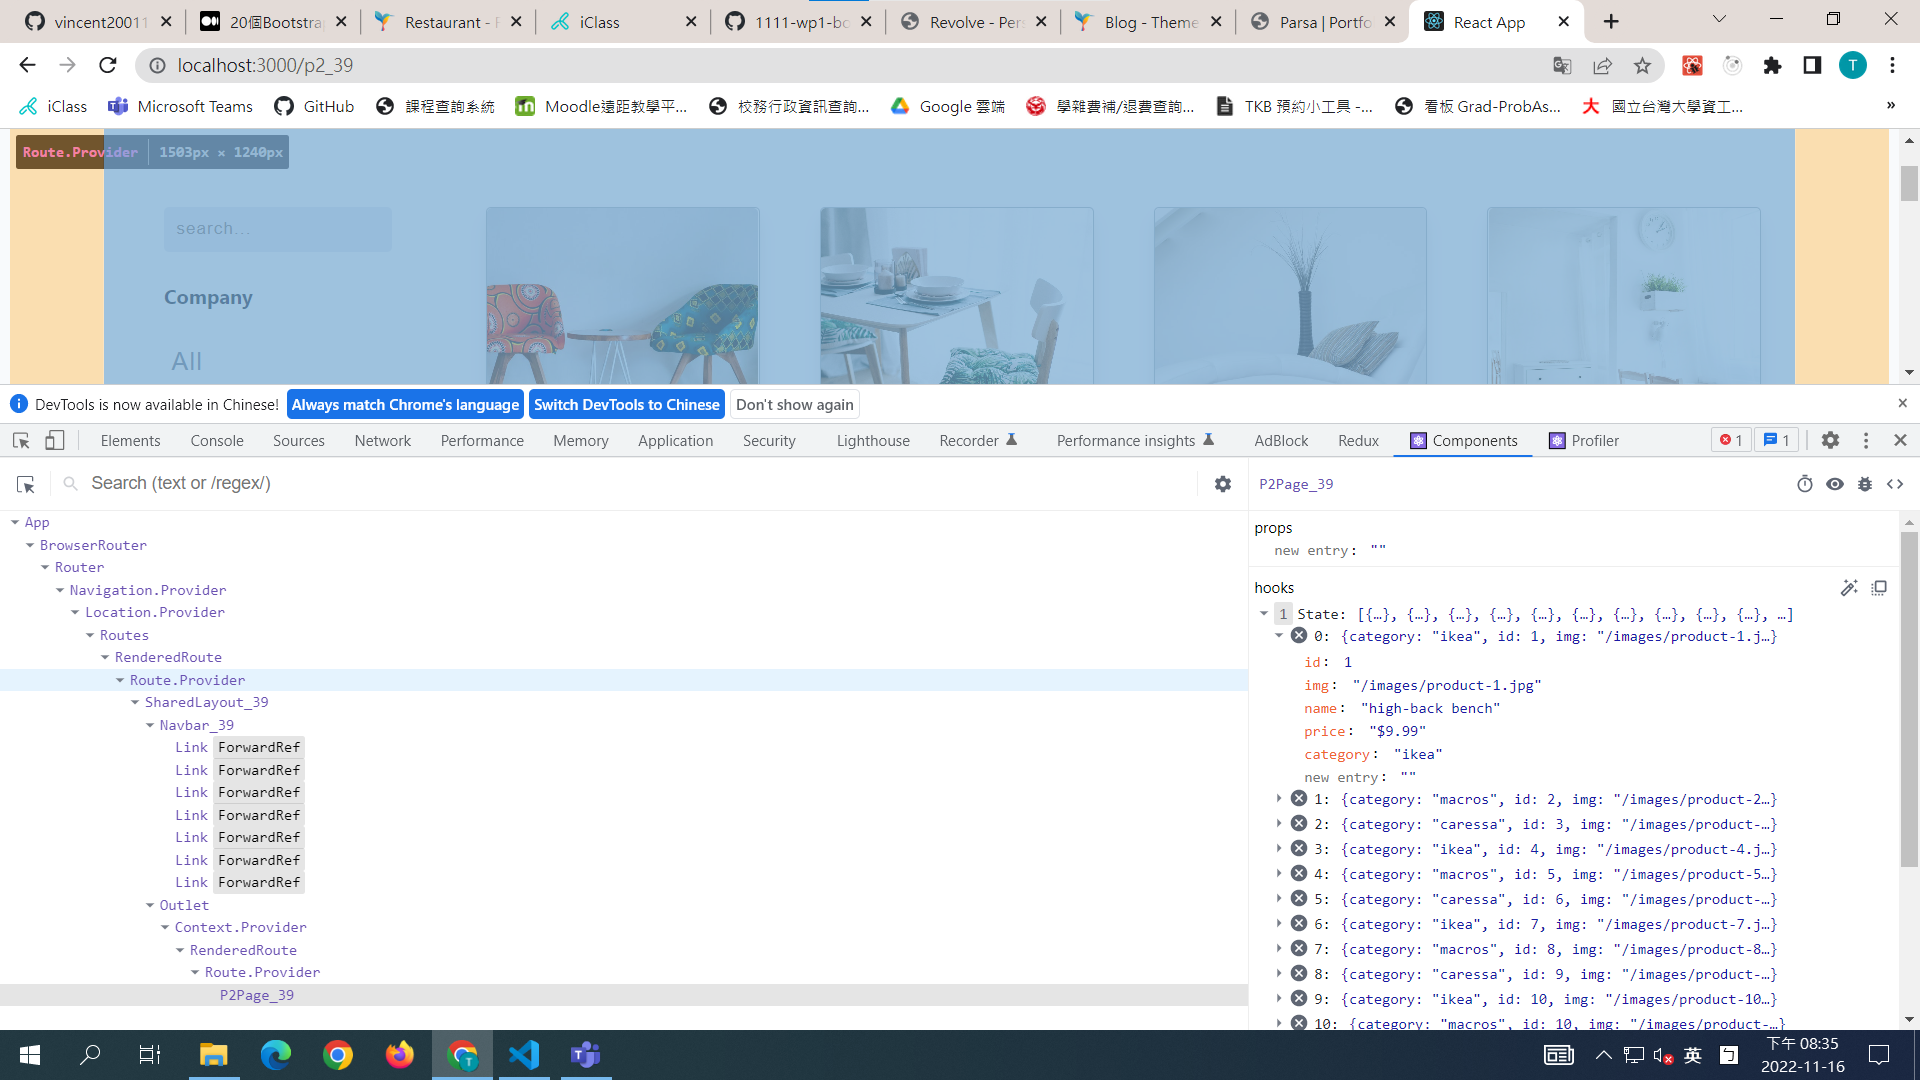 vincent20011
20個Bootstra
Restaurant - F
iClass
1111-wp1-bo
Revolve - Pers
Blog - Theme
Parsa | Portfo
React App
localhost:3000/p2_39
T
iClass
Microsoft Teams
GitHub
課程查詢系統
Moodle遠距教學平...
校務行政資訊查詢...
Google 雲端
學雜費補/退費查詢...
TKB 預約小工具 -...
看板 Grad-ProbAs...
國立台灣大學資工...
»
Route.Provider
1503px × 1240px
search...
Company
All
DevTools is now available in Chinese!
Always match Chrome's language
Switch DevTools to Chinese
Don't show again
Elements
Console
Sources
Network
Performance
Memory
Application
Security
Lighthouse
Recorder
Performance insights
AdBlock
Redux
Components
Profiler
1
1
Search (text or /regex/)
P2Page_39
App
BrowserRouter
Router
Navigation.Provider
Location.Provider
Routes
RenderedRoute
Route.Provider
SharedLayout_39
Navbar_39
Link ForwardRef
Link ForwardRef
Link ForwardRef
Link ForwardRef
Link ForwardRef
Link ForwardRef
Link ForwardRef
Outlet
Context.Provider
RenderedRoute
Route.Provider
P2Page_39
props
new entry: ""
hooks
1 State: [{…}, {…}, {…}, {…}, {…}, {…}, {…}, {…}, {…}, {…}, …]
0: {category: "ikea", id: 1, img: "/images/product-1.j…}
id: 1
img: "/images/product-1.jpg"
name: "high-back bench"
price: "$9.99"
category: "ikea"
new entry: ""
1: {category: "macros", id: 2, img: "/images/product-2…}
2: {category: "caressa", id: 3, img: "/images/product-…}
3: {category: "ikea", id: 4, img: "/images/product-4.j…}
4: {category: "macros", id: 5, img: "/images/product-5…}
5: {category: "caressa", id: 6, img: "/images/product-…}
6: {category: "ikea", id: 7, img: "/images/product-7.j…}
7: {category: "macros", id: 8, img: "/images/product-8…}
8: {category: "caressa", id: 9, img: "/images/product-…}
9: {category: "ikea", id: 10, img: "/images/product-10…}
10: {category: "macros", id: 10, img: "/images/product-…}
英
下午 08:35
2022-11-16